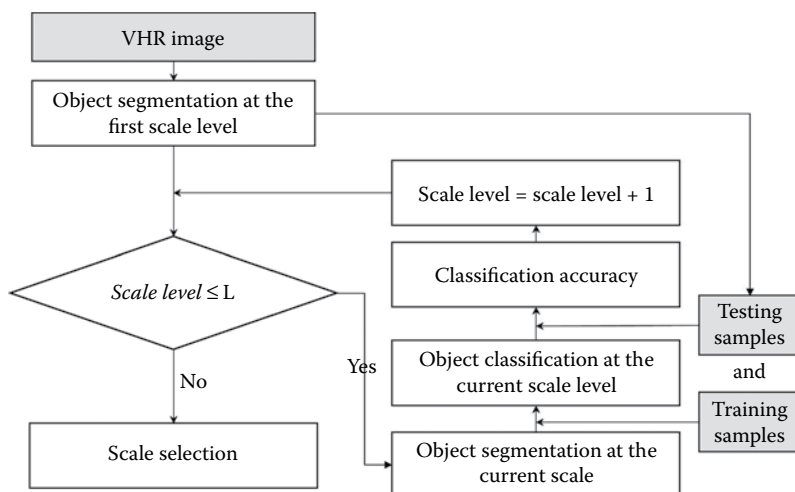 VHR image
Object segmentation at the
first scale level
Scale level = scale level + 1
Classification accuracy
Scale level ≤ L
Testing
samples
and
Object classification at the
current scale level
Yes
No
Training
samples
Scale selection
Object segmentation at the
current scale